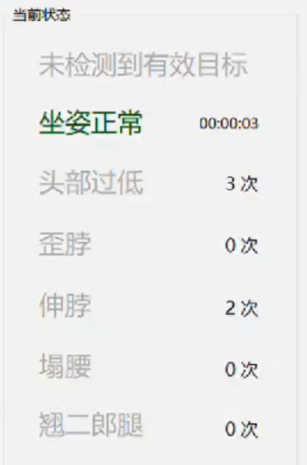 当前状态
未检测到有效目标
坐姿正常 00:00:03
头部过低 3 次
歪脖 0 次
伸脖 2 次
塌腰 0 次
翘二郎腿 0 次